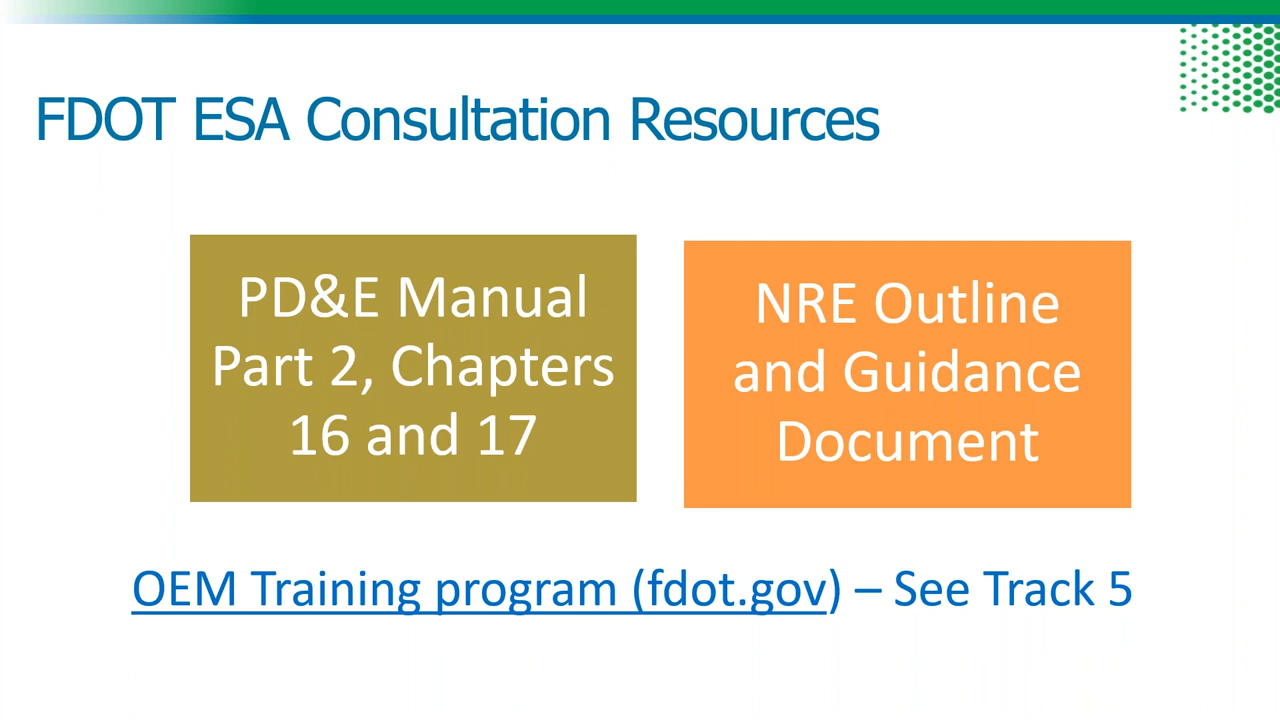 FDOT ESA Consultation Resources
PD&E Manual
Part 2, Chapters
16 and 17
NRE Outline
and Guidance
Document
OEM Training program (fdot.gov) – See Track 5